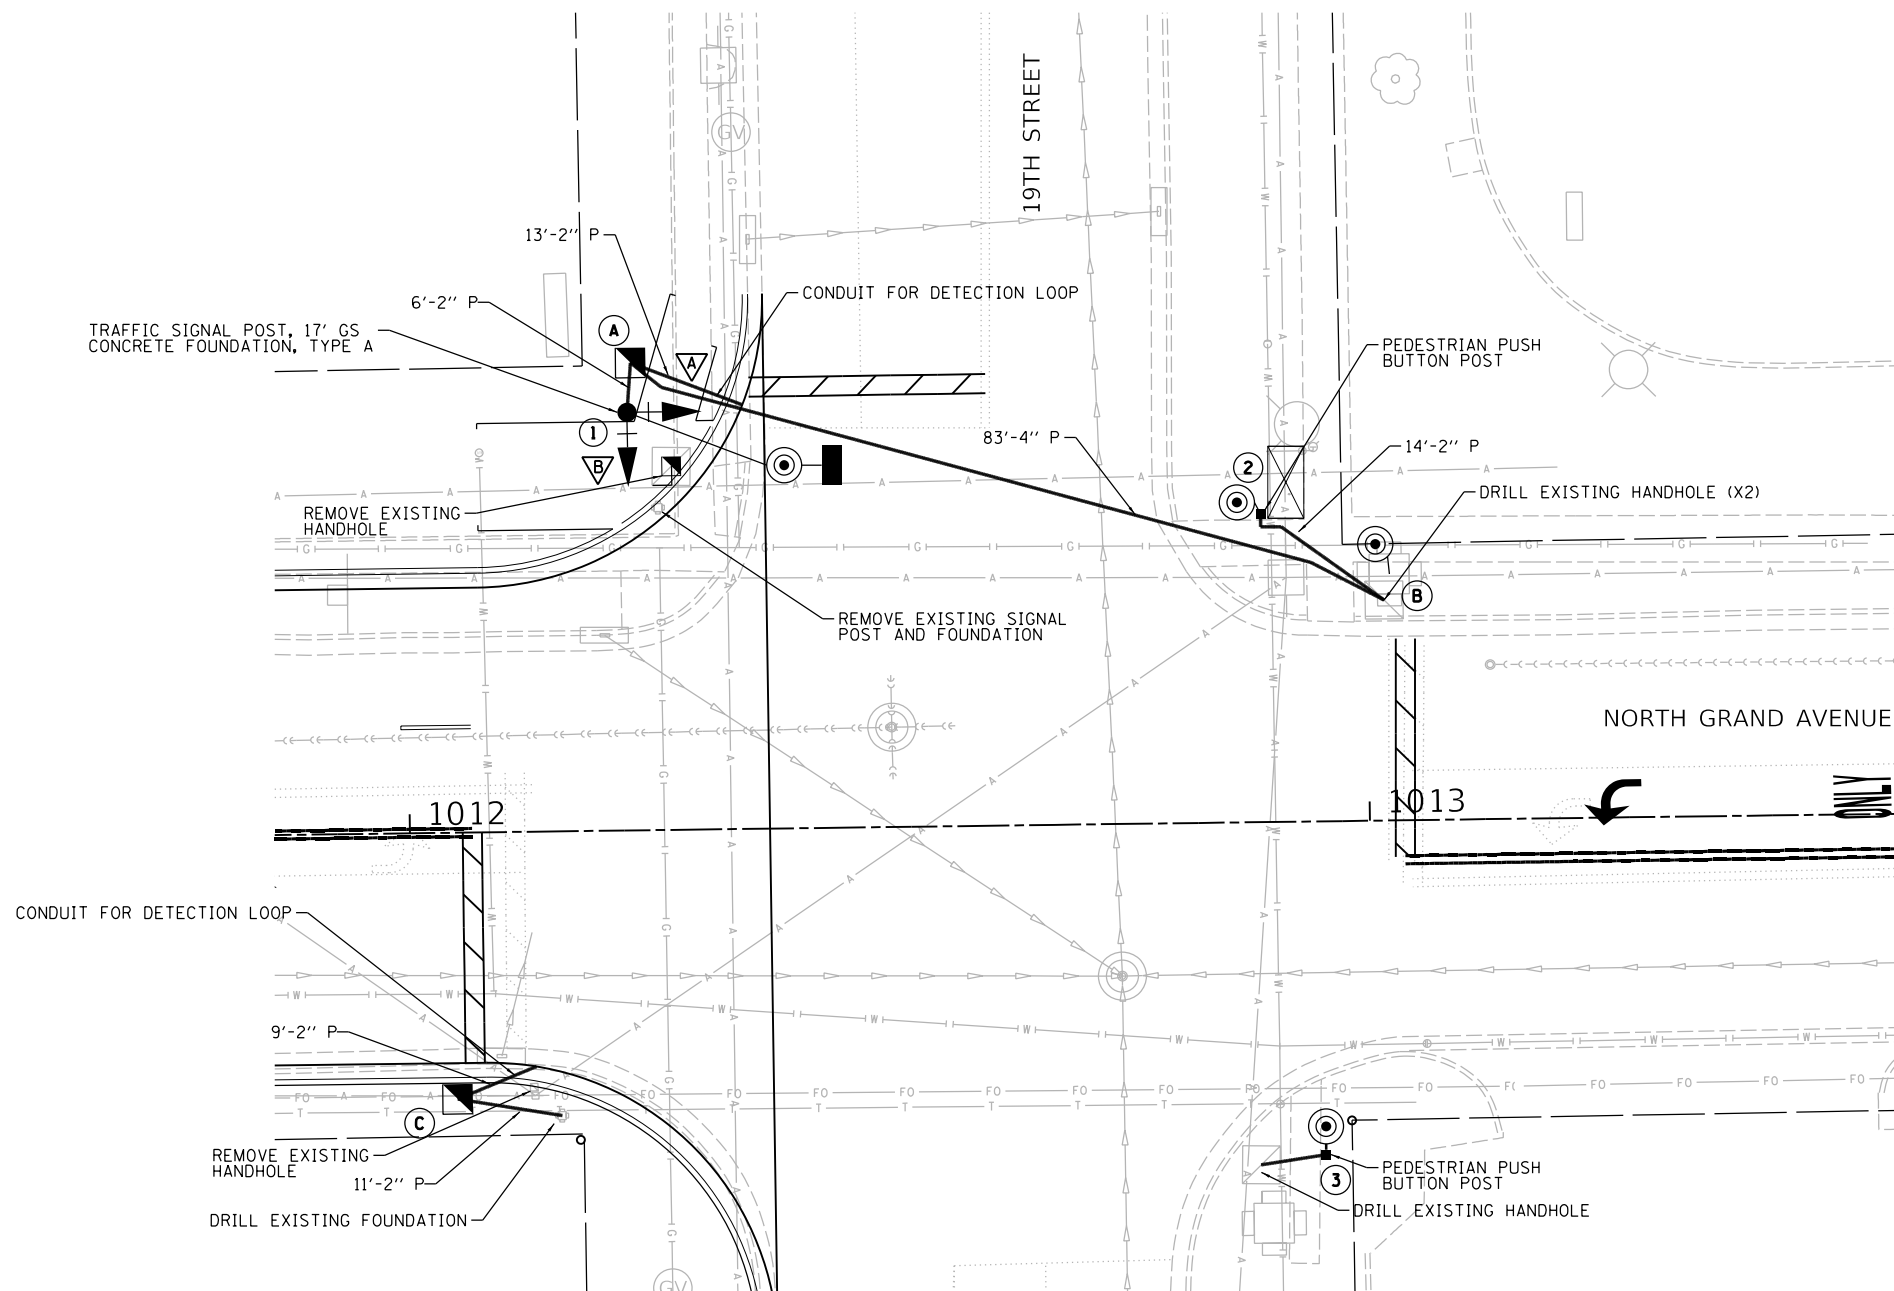 19TH STREET
GV
13'-2'' P
CONDUIT FOR DETECTION LOOP
6'-2'' P
TRAFFIC SIGNAL POST, 17' GS
CONCRETE FOUNDATION, TYPE A
A
A
PEDESTRIAN PUSH
BUTTON POST
1
B
83'-4'' P
14'-2'' P
2
DRILL EXISTING HANDHOLE (X2)
REMOVE EXISTING
HANDHOLE
B
REMOVE EXISTING SIGNAL
POST AND FOUNDATION
NORTH GRAND AVENUE
1012
1013
CONDUIT FOR DETECTION LOOP
9'-2'' P
C
REMOVE EXISTING
HANDHOLE
11'-2'' P
DRILL EXISTING FOUNDATION
PEDESTRIAN PUSH
BUTTON POST
3
DRILL EXISTING HANDHOLE
GV